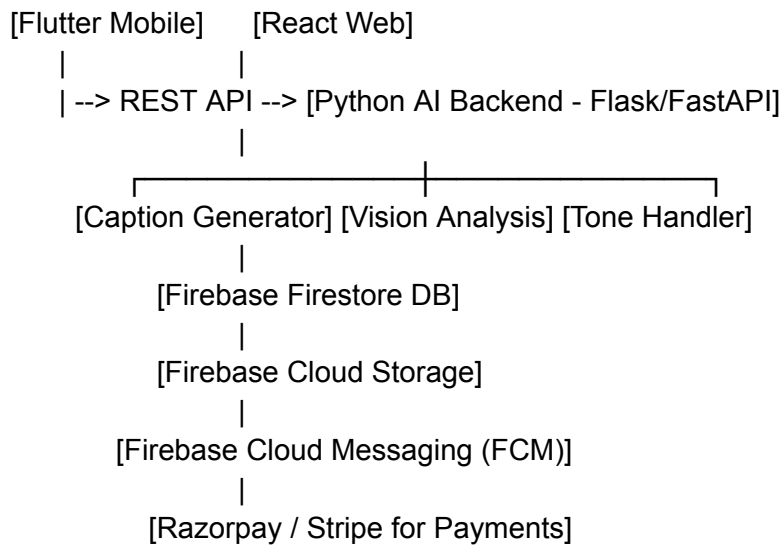 [Flutter Mobile] [React Web]
| |
| --> REST API --> [Python AI Backend - Flask/FastAPI]
|
┌──────────────┼──────────────┐
[Caption Generator] [Vision Analysis] [Tone Handler]
|
[Firebase Firestore DB]
|
[Firebase Cloud Storage]
|
[Firebase Cloud Messaging (FCM)]
|
[Razorpay / Stripe for Payments]